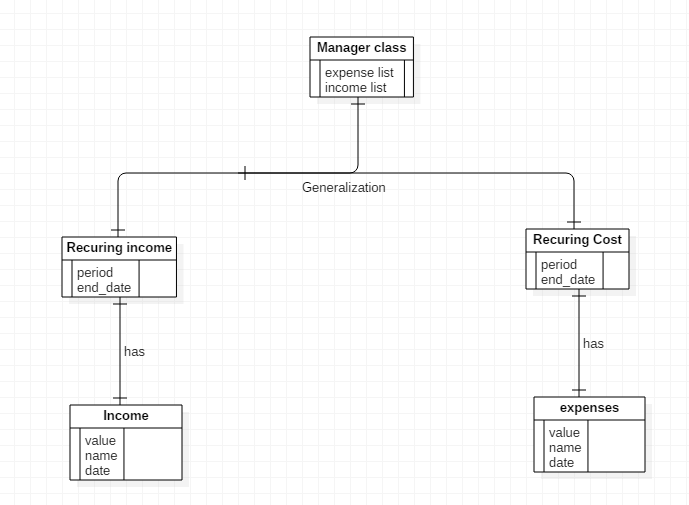 Manager class
expense list
income list
Generalization
Recuring income
period
end_date
Recuring Cost
period
end_date
has
has
Income
value
name
date
expenses
value
name
date